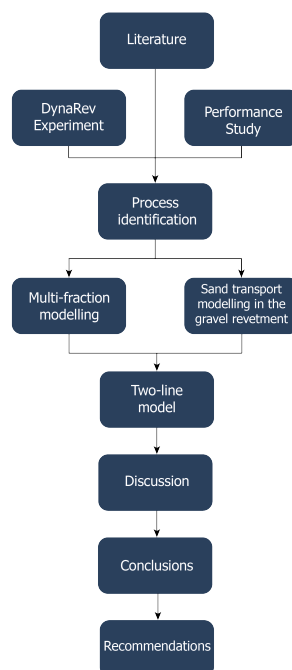 Literature
DynaRev
Experiment
Performance
Study
Process
identification
Multi-fraction
modelling
Sand transport
modelling in the
gravel revetment
Two-line
model
Discussion
Conclusions
Recommendations